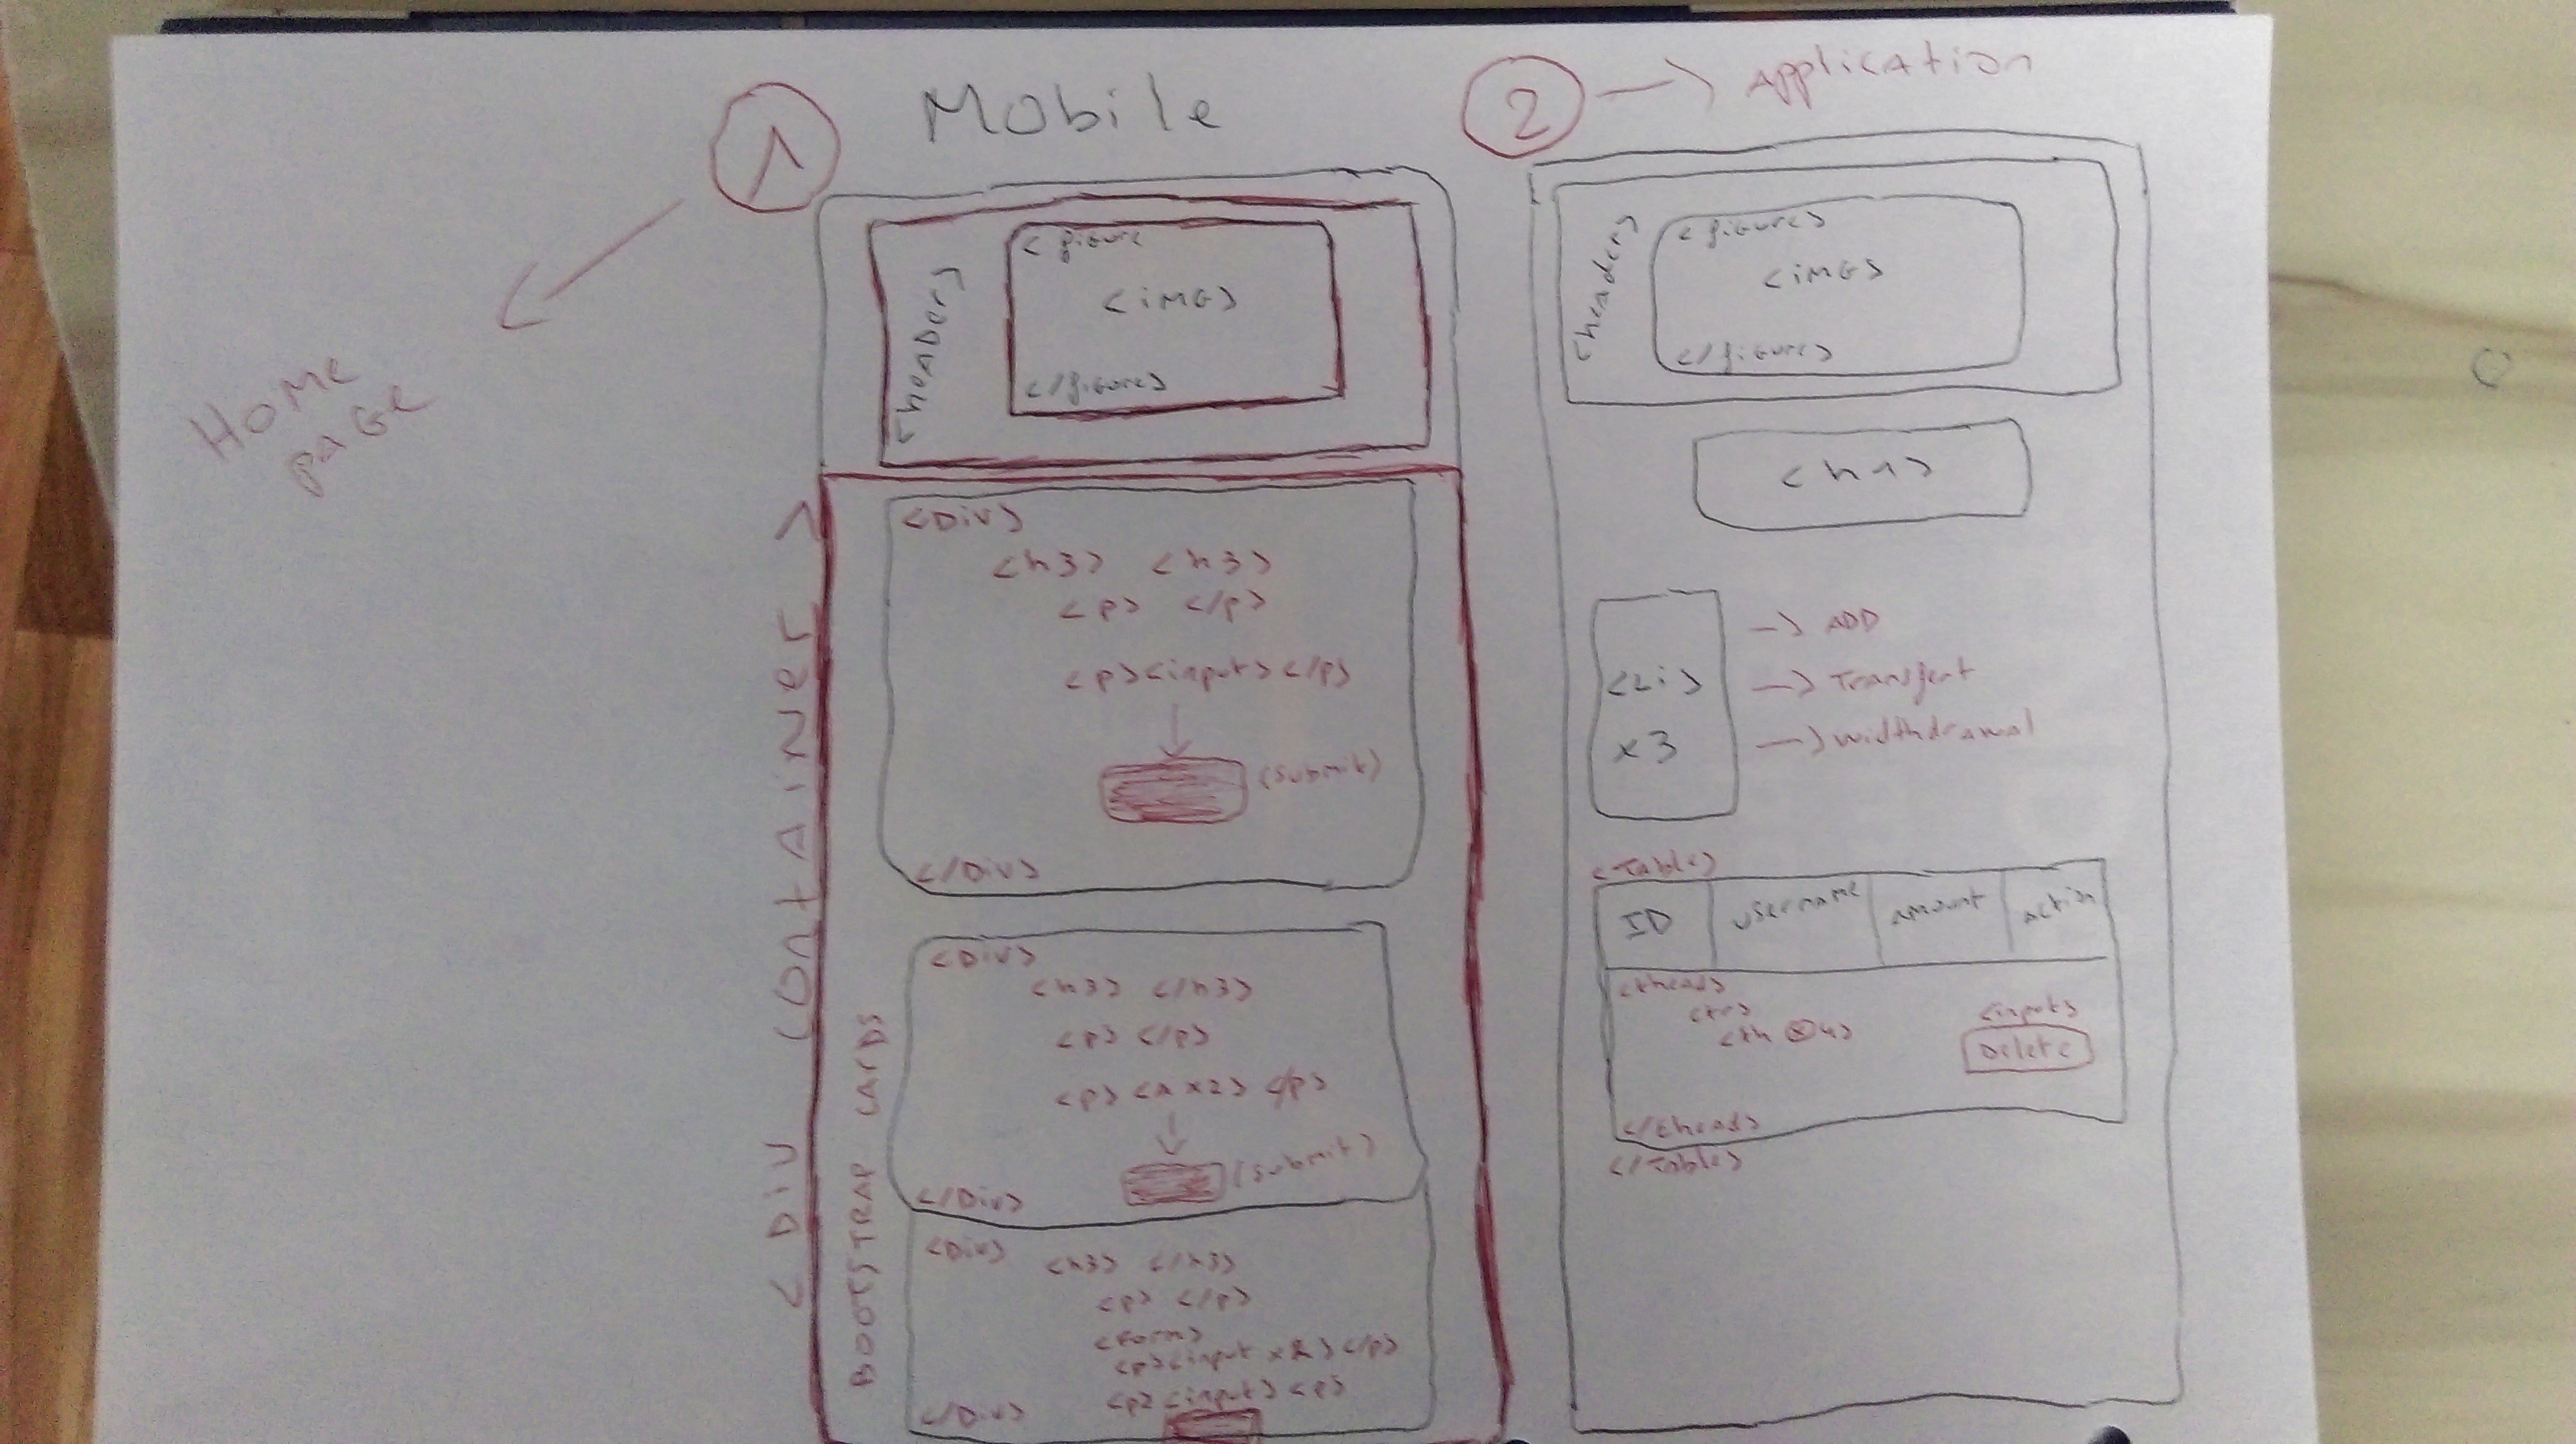 1
Mobile
HOME
PAGE
<heADer>
<figure
<iMG>
</figure>
<DIV CONTAINER>
BOOTSTRAP CARDS
<Div>
<h3> <h3>
<p> </p>
<p><input></p>
(submit)
</Div>
<Div>
<h3> </h3>
<p> </p>
<p> <a x2> </p>
(submit)
</Div>
<Div>
<h3> </h3>
<p> </p>
<form>
<p><input x2></p>
<p> <input> <p>
</Div>
2 → Application
<header>
<figure>
<iMG>
</figure>
<h1>
<Li>
x3
→ ADD
→ Transfert
→ widthdrawal
<Table>
ID username amount action
<thead>
<tr>
<th ⊗4>
<input>
Delete
</thead>
</Table>